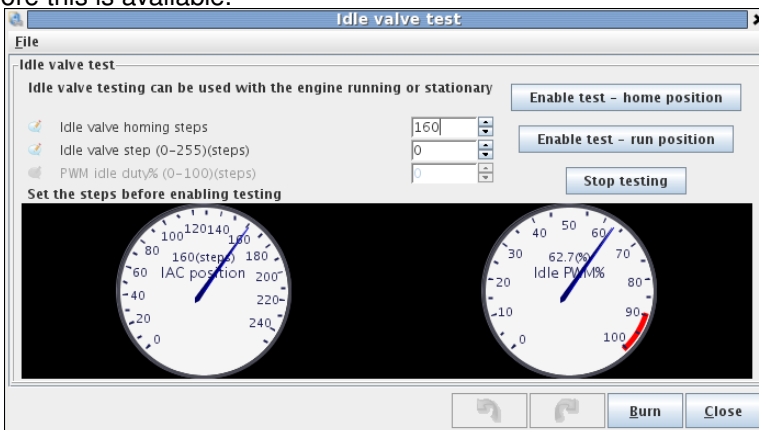 ore this is available.
Idle valve test
File
Idle valve test
Idle valve testing can be used with the engine running or stationary
Enable test - home position
Idle valve homing steps
160
Enable test - run position
Idle valve step (0-255)(steps)
0
PWM idle duty% (0-100)(steps)
0
Stop testing
Set the steps before enabling testing
0
20
40
60
80
100
120
140
160
180
200
220
240
160(steps)
IAC position
0
10
20
30
40
50
60
70
80
90
100
62.7(%)
Idle PWM%
Burn
Close